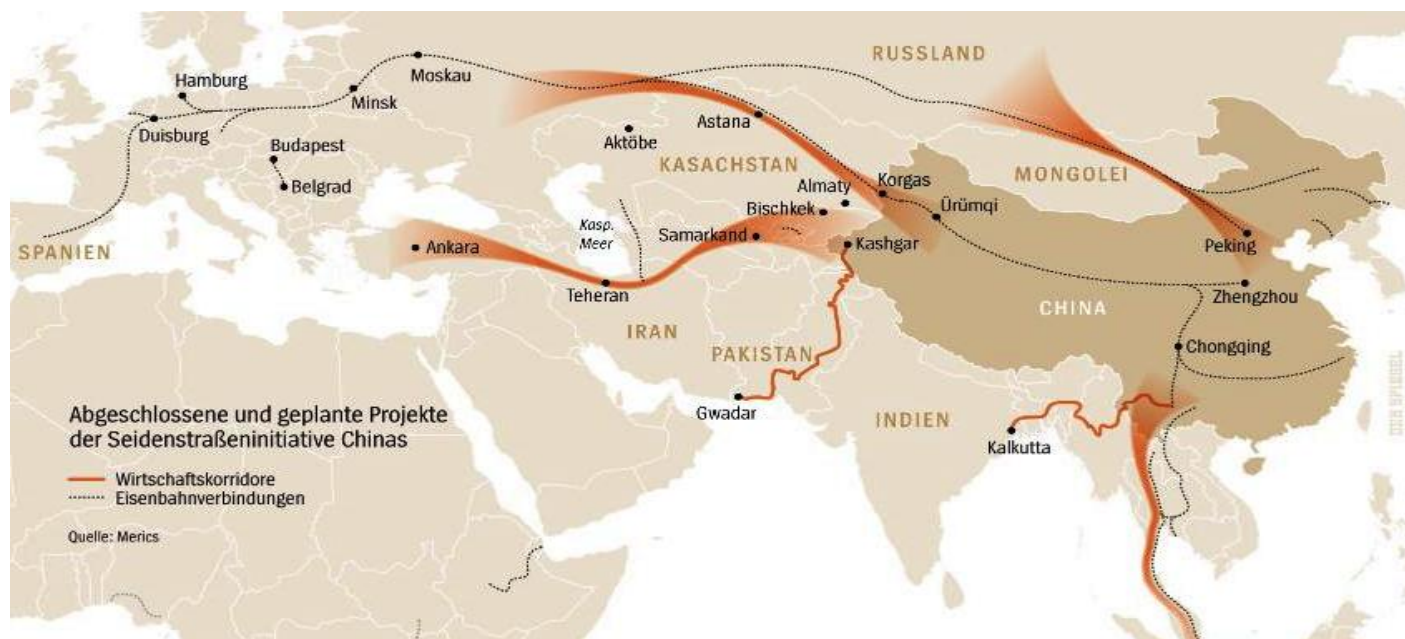 RUSSLAND
Moskau
Hamburg
Minsk
Duisburg
Astana
Aktöbe
Budapest
KASACHSTAN
MONGOLEI
Belgrad
Almaty
Korgas
Ürümqi
Bischkek
Kasp.
Meer
Samarkand
SPANIEN
Ankara
Kashgar
Peking
Teheran
Zhengzhou
CHINA
IRAN
PAKISTAN
Chongqing
DER SPIEGEL
Gwadar
INDIEN
Kalkutta
Abgeschlossene und geplante Projekte
der Seidenstraßeninitiative Chinas
Wirtschaftskorridore
Eisenbahnverbindungen
Quelle: Merics